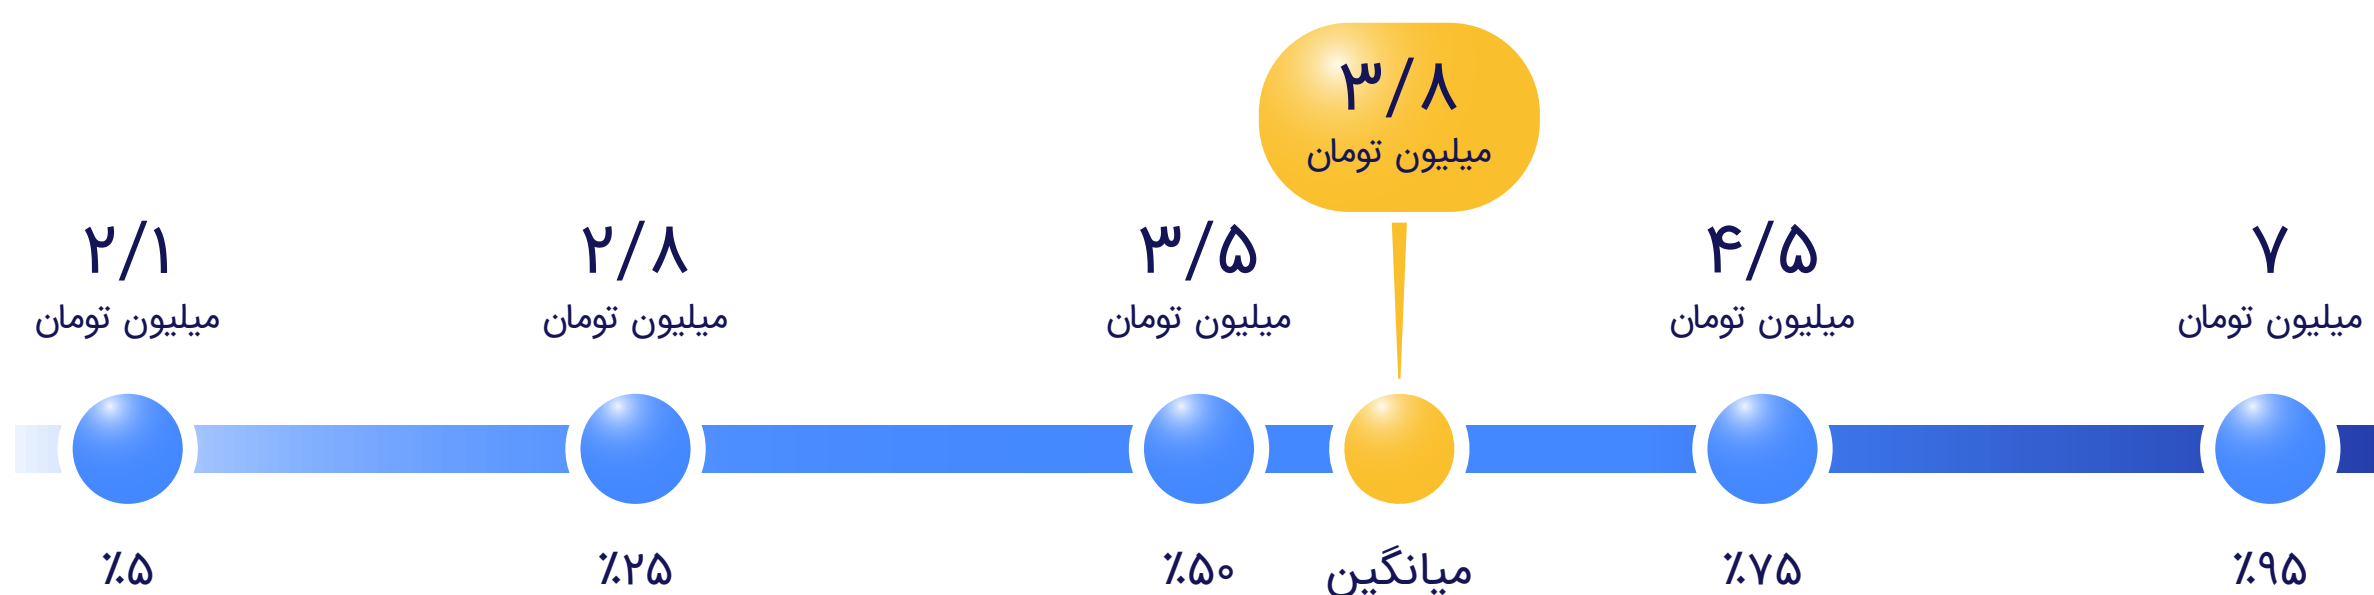 ۳/۸
میلیون تومان
۲/۱
میلیون تومان
۲/۸
میلیون تومان
۳/۵
میلیون تومان
۴/۵
میلیون تومان
۷
میلیون تومان
٪۵
٪۲۵
٪۵۰
میانگین
٪۷۵
٪۹۵